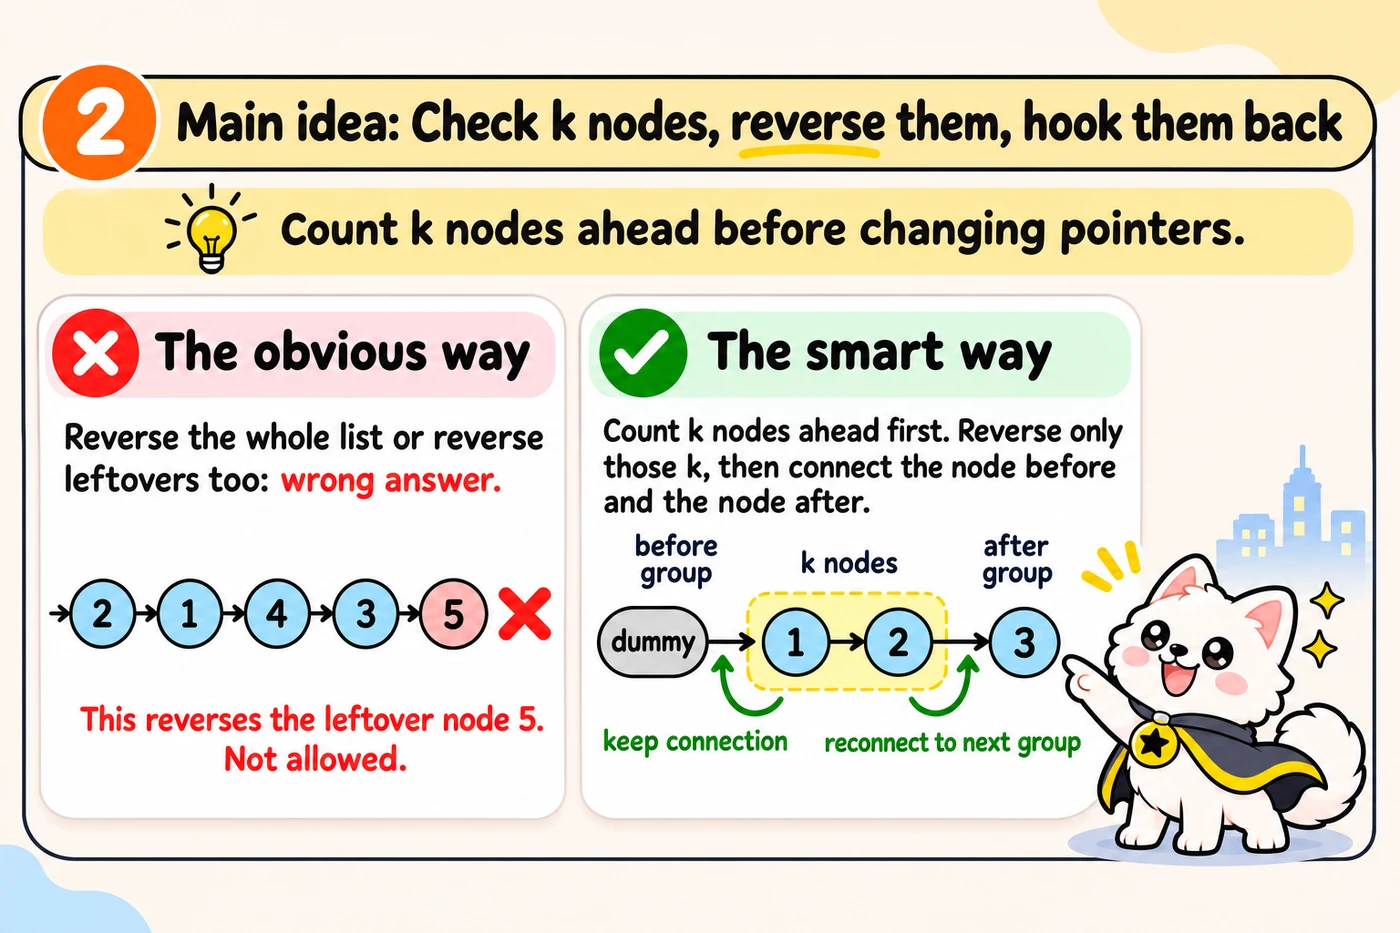 2
Main idea: Check k nodes, reverse them, hook them back
Count k nodes ahead before changing pointers.
The obvious way
Reverse the whole list or reverse
leftovers too: wrong answer.
2 1 4 3 5
This reverses the leftover node 5.
Not allowed.
The smart way
Count k nodes ahead first. Reverse only
those k, then connect the node before
and the node after.
before
group
k nodes
after
group
dummy 1 2 3
keep connection
reconnect to next group